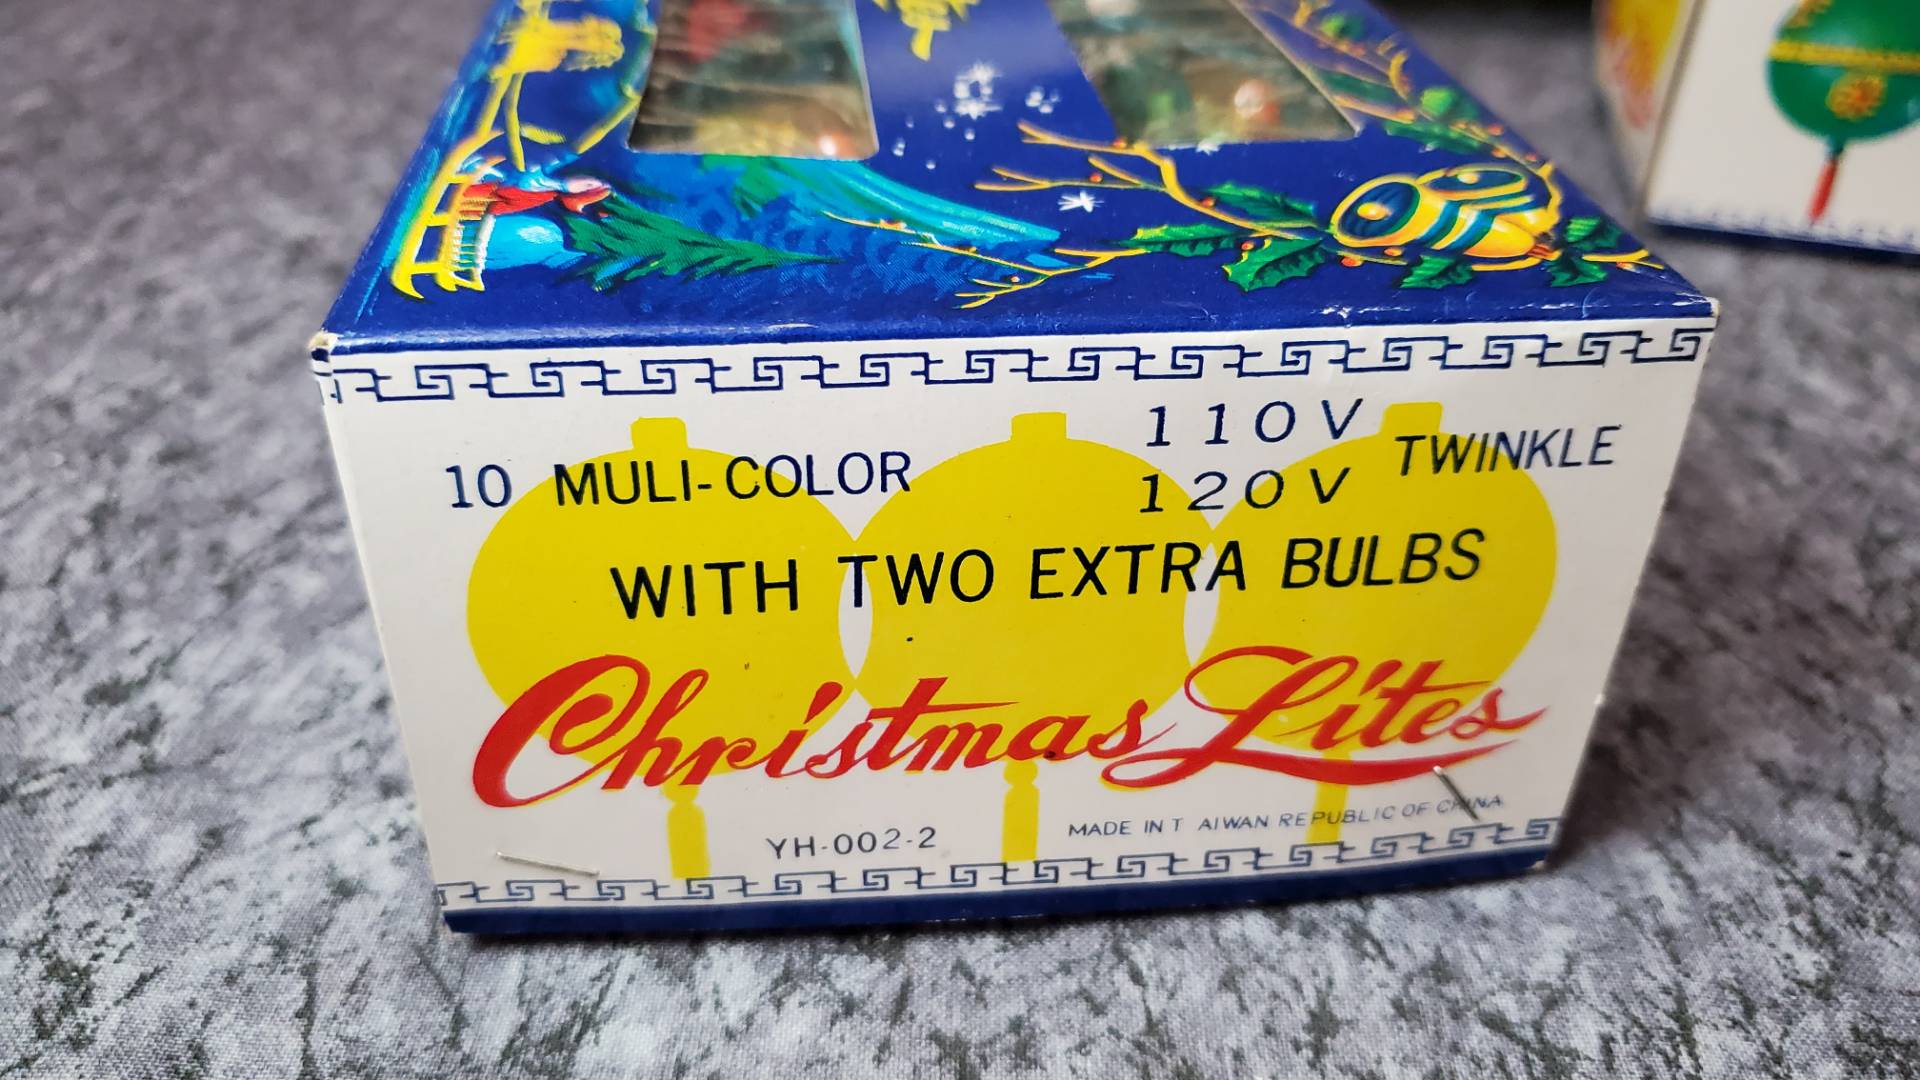 10 MULI-COLOR 110V TWINKLE
120V
WITH TWO EXTRA BULBS
Christmas Lites
YH-002-2 MADE IN T AIWAN REPUBLIC OF CHINA